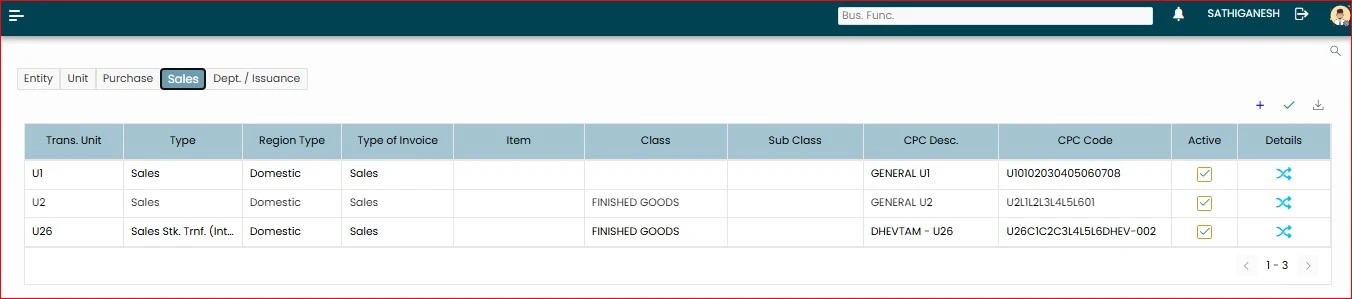 Bus. Func. SATHIGANESH
Entity Unit Purchase Sales Dept. / Issuance
Trans. Unit Type Region Type Type of Invoice Item Class Sub Class CPC Desc. CPC Code Active Details
U1 Sales Domestic Sales GENERAL U1 U10102030405060708
U2 Sales Domestic Sales FINISHED GOODS GENERAL U2 U2L1L2L3L4L5L601
U26 Sales Stk. Trnf. (Int... Domestic Sales FINISHED GOODS DHEVTAM - U26 U26C1C2C3L4L5L6DHEV-002
1 - 3